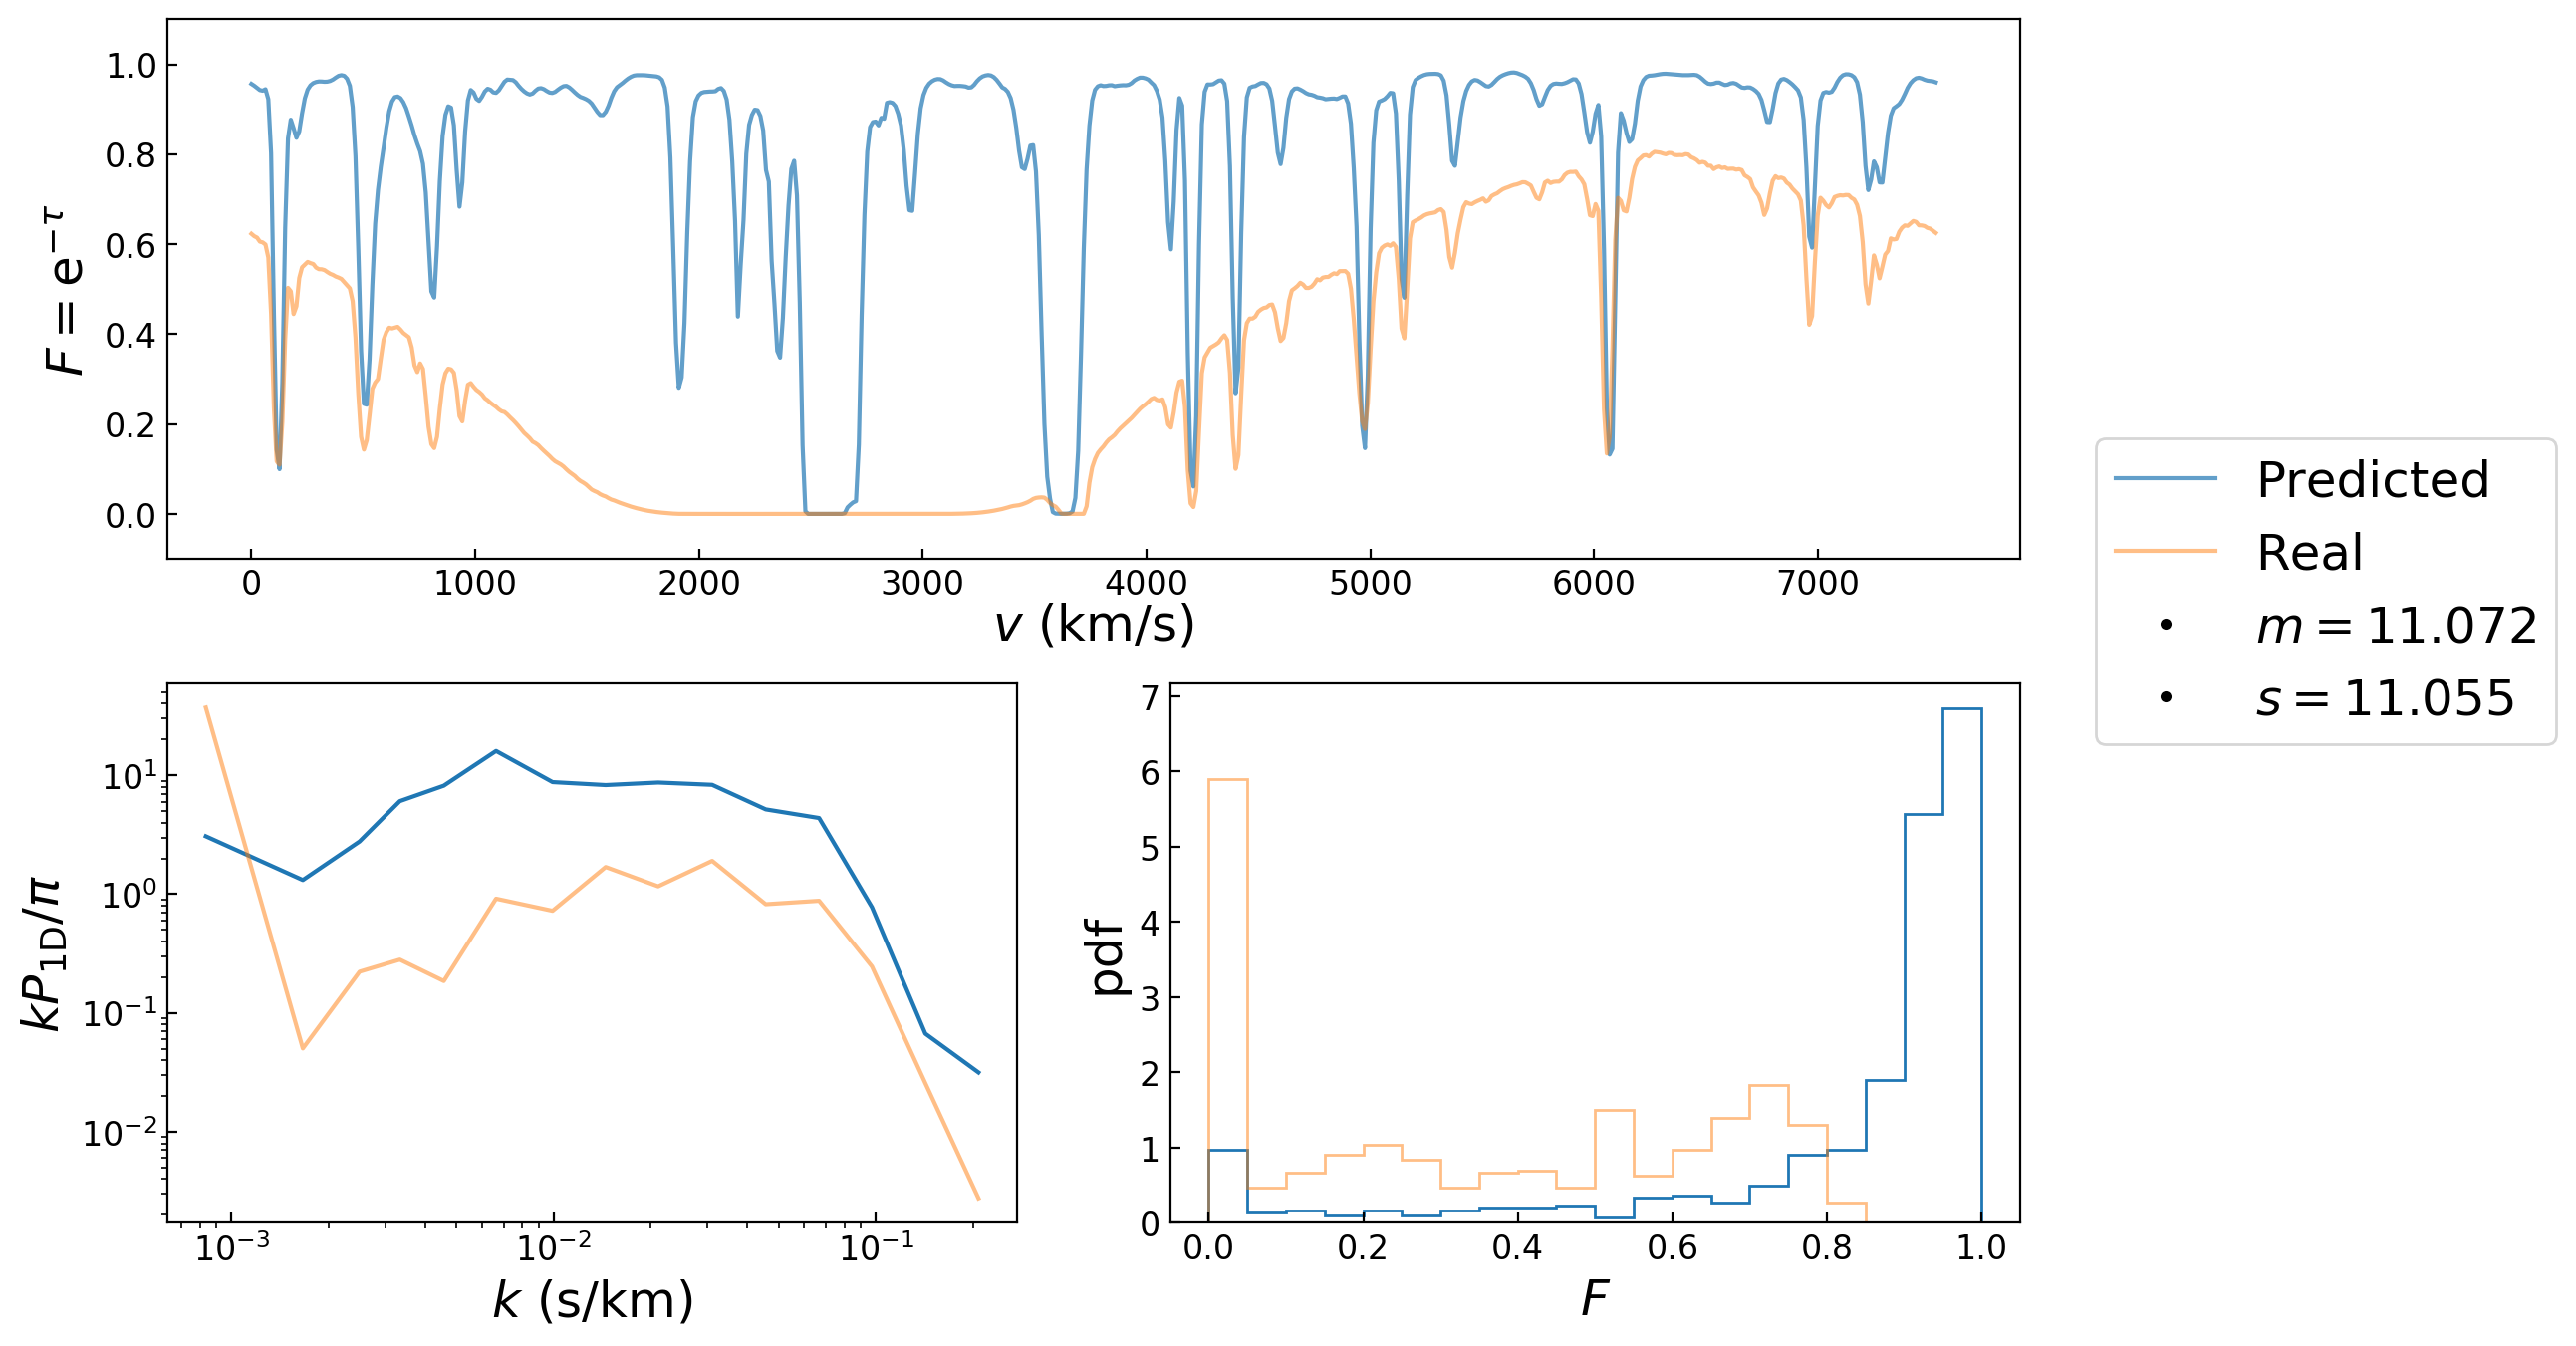 F = e−τ
1.0
0.8
0.6
0.4
0.2
0.0
0 1000 2000 3000 4000 5000 6000 7000
v (km/s)
Predicted
Real
m = 11.072
s = 11.055
kP1D/π
10^1
10^0
10^−1
10^−2
10^−3 10^−2 10^−1
k (s/km)
pdf
7
6
5
4
3
2
1
0
0.0 0.2 0.4 0.6 0.8 1.0
F